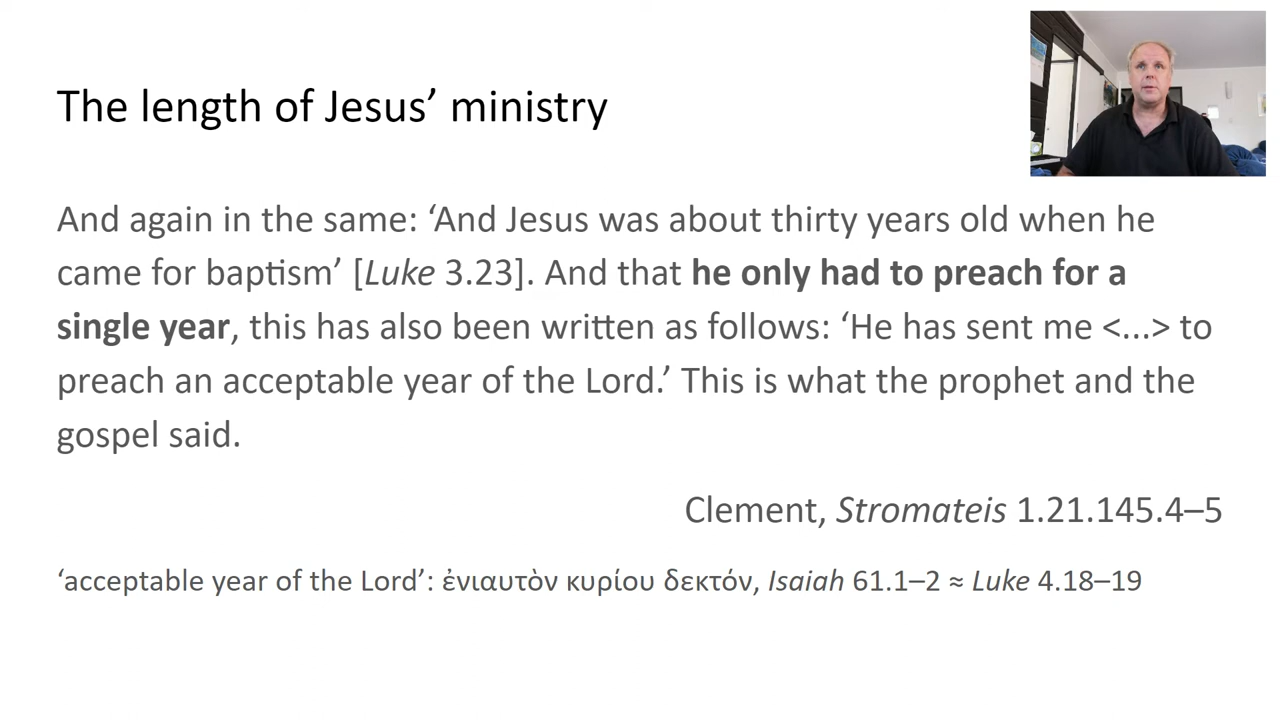 The length of Jesus’ ministry
And again in the same: ‘And Jesus was about thirty years old when he
came for baptism’ [Luke 3.23]. And that he only had to preach for a
single year, this has also been written as follows: ‘He has sent me <...> to
preach an acceptable year of the Lord.’ This is what the prophet and the
gospel said.
Clement, Stromateis 1.21.145.4–5
‘acceptable year of the Lord’: ἐνιαυτὸν κυρίου δεκτόν, Isaiah 61.1–2 ≈ Luke 4.18–19